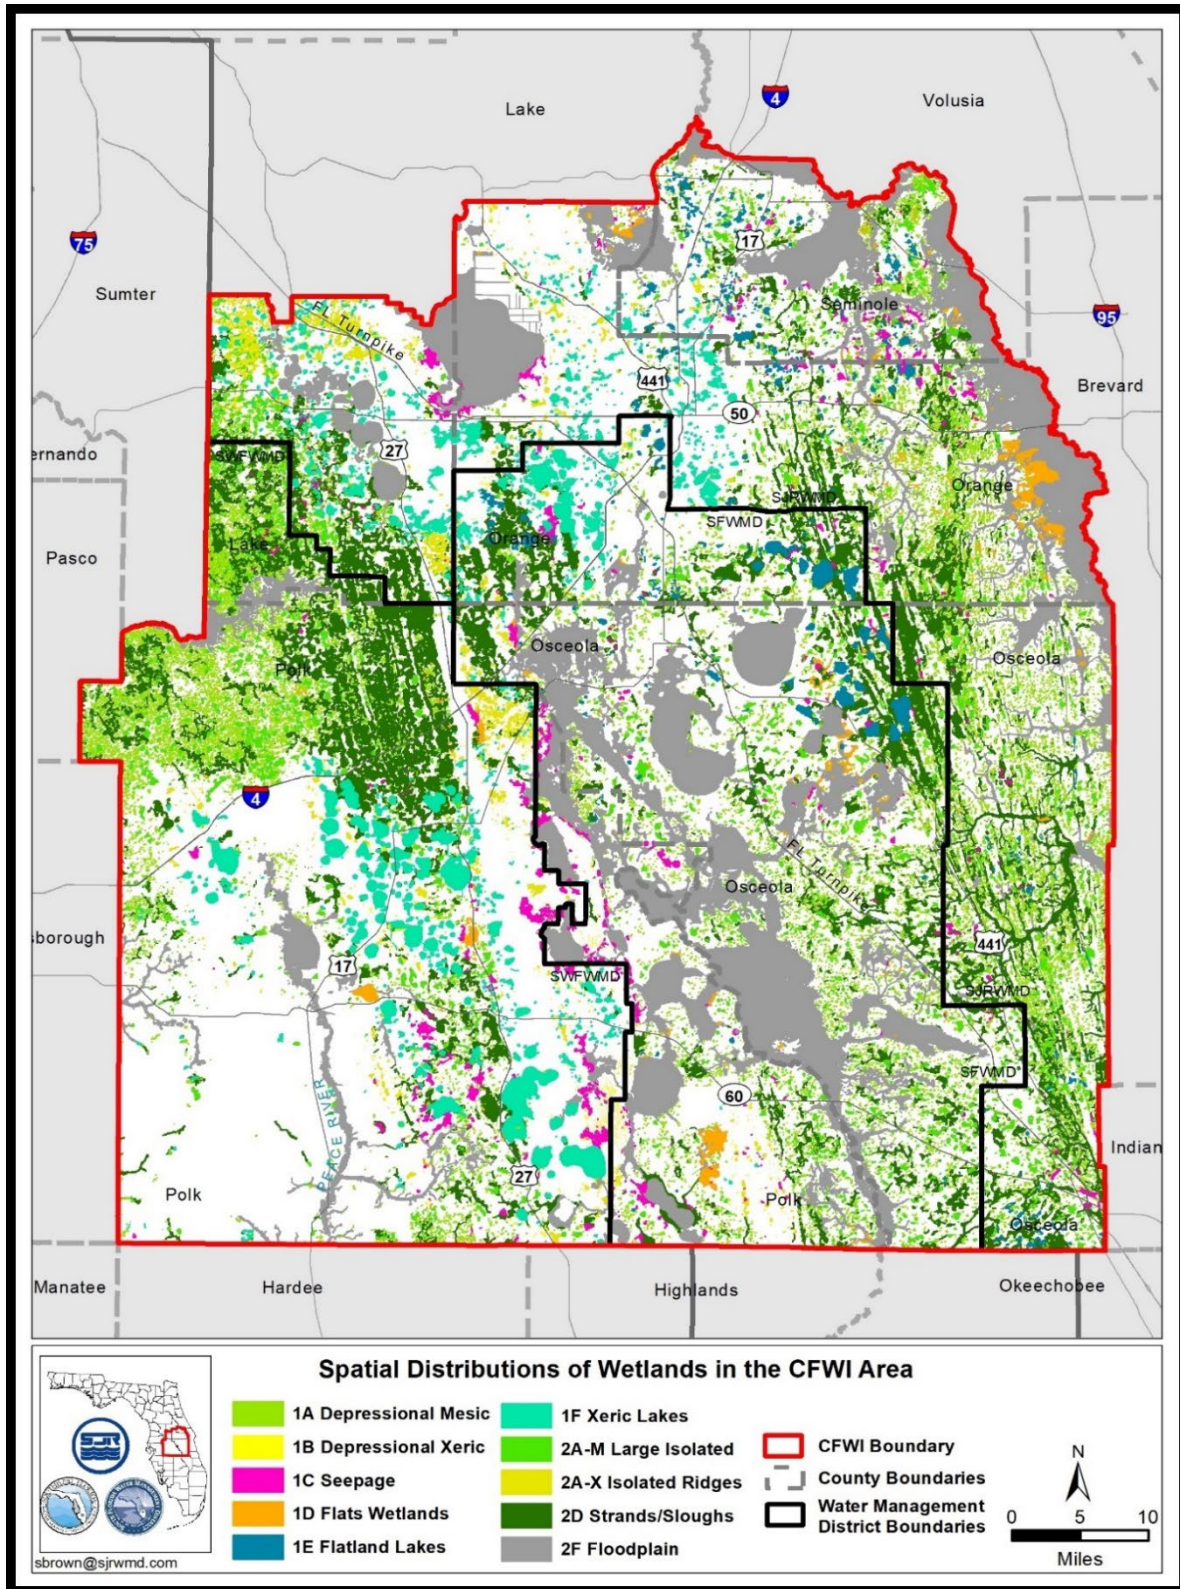 Lake
4
Volusia
17
75
Sumter
FL Turnpike
Seminole
95
441
Brevard
50
27
ernando
SWFWMD
Orange
SJRWMD
SFWMD
Orange
Lake
Pasco
Osceola
Osceola
Polk
4
FL Turnpike
Osceola
sborough
441
17
SWFWMD
SJRWMD
SFWMD
60
PEACE RIVER
Indian
27
Polk
Polk
Osceola
Manatee
Hardee
Highlands
Okeechobee
Spatial Distributions of Wetlands in the CFWI Area
1A Depressional Mesic
1B Depressional Xeric
1C Seepage
1D Flats Wetlands
1E Flatland Lakes
1F Xeric Lakes
2A-M Large Isolated
2A-X Isolated Ridges
2D Strands/Sloughs
2F Floodplain
CFWI Boundary
County Boundaries
Water Management
District Boundaries
N
0 5 10
Miles
SJR
sbrown@sjrwmd.com